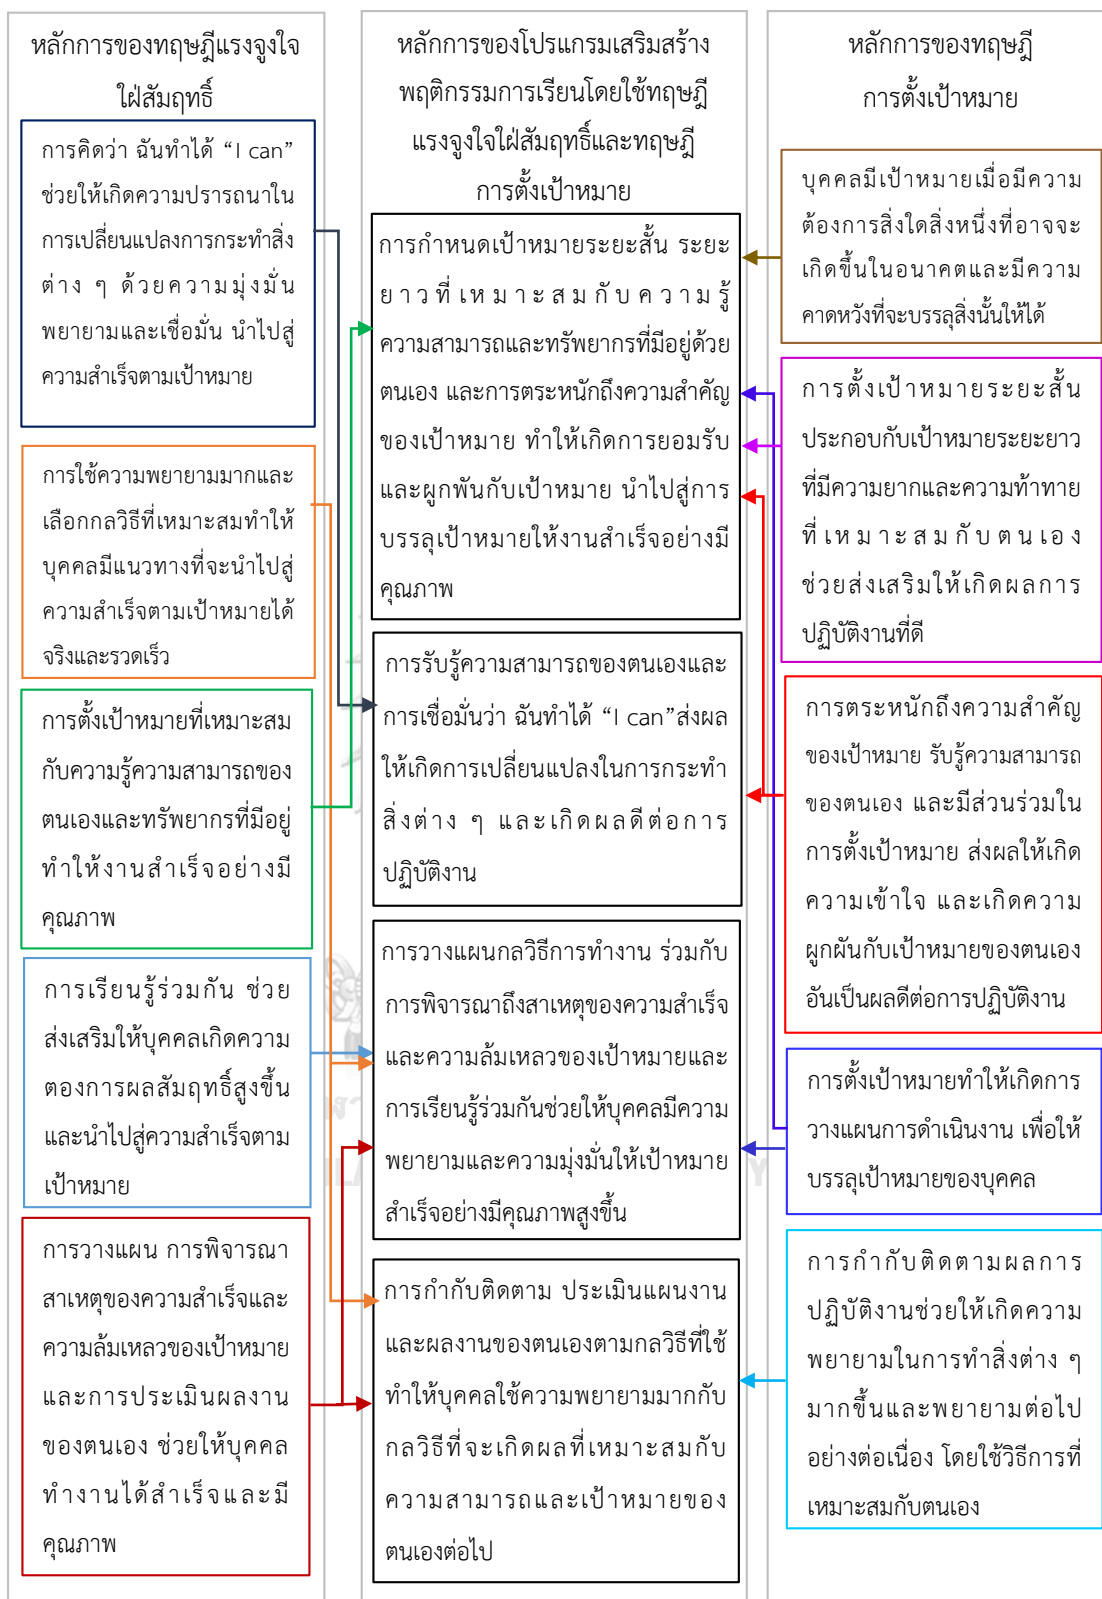 หลักการของทฤษฎีแรงจูงใจ
ใฝ่สัมฤทธิ์
การคิดว่า ฉันทำได้ “I can”
ช่วยให้เกิดความปรารถนาใน
การเปลี่ยนแปลงการกระทำสิ่ง
ต่าง ๆ ด้วยความมุ่งมั่น
พยายามและเชื่อมั่น นำไปสู่
ความสำเร็จตามเป้าหมาย
การใช้ความพยายามมากและ
เลือกกลวิธีที่เหมาะสมทำให้
บุคคลมีแนวทางที่จะนำไปสู่
ความสำเร็จตามเป้าหมายได้
จริงและรวดเร็ว
การตั้งเป้าหมายที่เหมาะสม
กับความรู้ความสามารถของ
ตนเองและทรัพยากรที่มีอยู่
ทำให้งานสำเร็จอย่างมี
คุณภาพ
การเรียนรู้ร่วมกัน ช่วย
ส่งเสริมให้บุคคลเกิดความ
ตองการผลสัมฤทธิ์สูงขึ้น
และนำไปสู่ความสำเร็จตาม
เป้าหมาย
การวางแผน การพิจารณา
สาเหตุของความสำเร็จและ
ความล้มเหลวของเป้าหมาย
และการประเมินผลงาน
ของตนเอง ช่วยให้บุคคล
ทำงานได้สำเร็จและมี
คุณภาพ
หลักการของโปรแกรมเสริมสร้าง
พฤติกรรมการเรียนโดยใช้ทฤษฎี
แรงจูงใจใฝ่สัมฤทธิ์และทฤษฎี
การตั้งเป้าหมาย
การกำหนดเป้าหมายระยะสั้น ระยะ
ยาวที่เหมาะสมกับความรู้
ความสามารถและทรัพยากรที่มีอยู่ด้วย
ตนเอง และการตระหนักถึงความสำคัญ
ของเป้าหมาย ทำให้เกิดการยอมรับ
และผูกพันกับเป้าหมาย นำไปสู่การ
บรรลุเป้าหมายให้งานสำเร็จอย่างมี
คุณภาพ
การรับรู้ความสามารถของตนเองและ
การเชื่อมั่นว่า ฉันทำได้ “I can”ส่งผล
ให้เกิดการเปลี่ยนแปลงในการกระทำ
สิ่งต่าง ๆ และเกิดผลดีต่อการ
ปฏิบัติงาน
การวางแผนกลวิธีการทำงาน ร่วมกับ
การพิจารณาถึงสาเหตุของความสำเร็จ
และความล้มเหลวของเป้าหมายและ
การเรียนรู้ร่วมกันช่วยให้บุคคลมีความ
พยายามและความมุ่งมั่นให้เป้าหมาย
สำเร็จอย่างมีคุณภาพสูงขึ้น
การกำกับติดตาม ประเมินแผนงาน
และผลงานของตนเองตามกลวิธีที่ใช้
ทำให้บุคคลใช้ความพยายามมากกับ
กลวิธีที่จะเกิดผลที่เหมาะสมกับ
ความสามารถและเป้าหมายของ
ตนเองต่อไป
หลักการของทฤษฎี
การตั้งเป้าหมาย
บุคคลมีเป้าหมายเมื่อมีความ
ต้องการสิ่งใดสิ่งหนึ่งที่อาจจะ
เกิดขึ้นในอนาคตและมีความ
คาดหวังที่จะบรรลุสิ่งนั้นให้ได้
การตั้งเป้าหมายระยะสั้น
ประกอบกับเป้าหมายระยะยาว
ที่มีความยากและความท้าทาย
ที่เหมาะสมกับตนเอง
ช่วยส่งเสริมให้เกิดผลการ
ปฏิบัติงานที่ดี
การตระหนักถึงความสำคัญ
ของเป้าหมาย รับรู้ความสามารถ
ของตนเอง และมีส่วนร่วมใน
การตั้งเป้าหมาย ส่งผลให้เกิด
ความเข้าใจ และเกิดความ
ผูกผันกับเป้าหมายของตนเอง
อันเป็นผลดีต่อการปฏิบัติงาน
การตั้งเป้าหมายทำให้เกิดการ
วางแผนการดำเนินงาน เพื่อให้
บรรลุเป้าหมายของบุคคล
การกำกับติดตามผลการ
ปฏิบัติงานช่วยให้เกิดความ
พยายามในการทำสิ่งต่าง ๆ
มากขึ้นและพยายามต่อไป
อย่างต่อเนื่อง โดยใช้วิธีการที่
เหมาะสมกับตนเอง